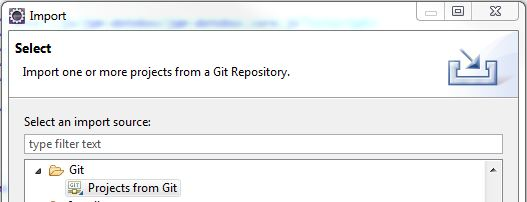 Import
Select
Import one or more projects from a Git Repository.
Select an import source:
type filter text
Git
GIT
Projects from Git